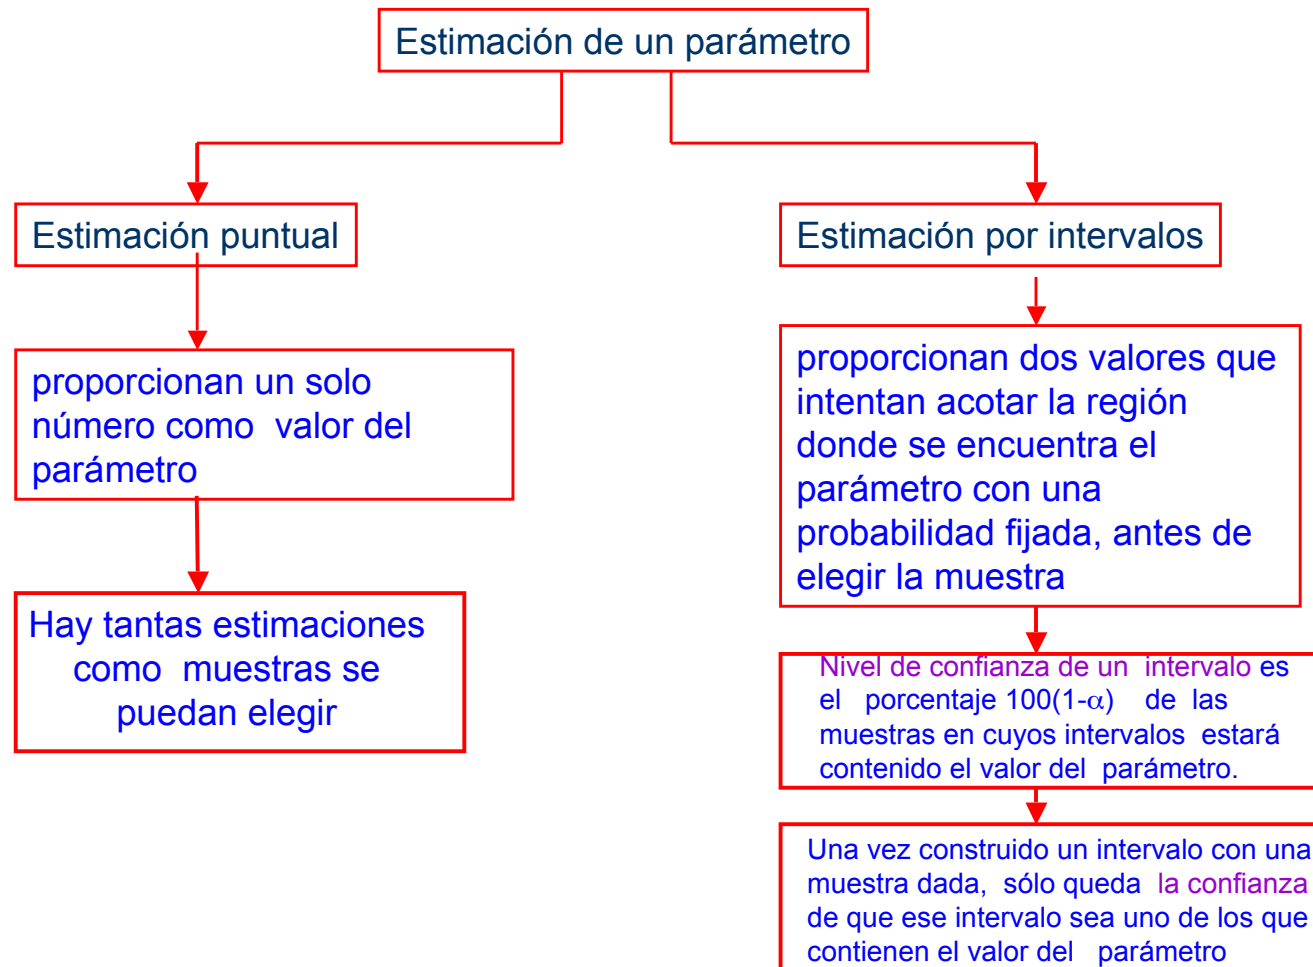 Estimación de un parámetro
Estimación puntual
proporcionan un solo
número como valor del
parámetro
Hay tantas estimaciones
como muestras se
puedan elegir
Estimación por intervalos
proporcionan dos valores que
intentan acotar la región
donde se encuentra el
parámetro con una
probabilidad fijada, antes de
elegir la muestra
Nivel de confianza de un intervalo es
el porcentaje 100(1-α) de las
muestras en cuyos intervalos estará
contenido el valor del parámetro.
Una vez construido un intervalo con una
muestra dada, sólo queda la confianza
de que ese intervalo sea uno de los que
contienen el valor del parámetro